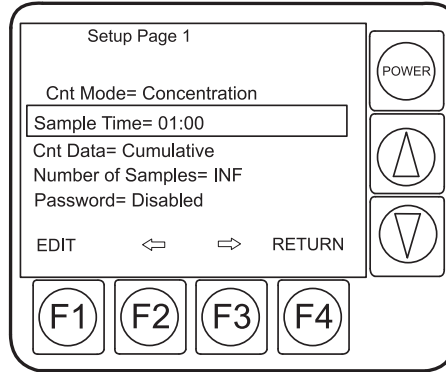 Setup Page 1
POWER
Cnt Mode= Concentration
Sample Time= 01:00
Cnt Data= Cumulative
Number of Samples= INF
Password= Disabled
EDIT ⇦ ⇨ RETURN
F1 F2 F3 F4